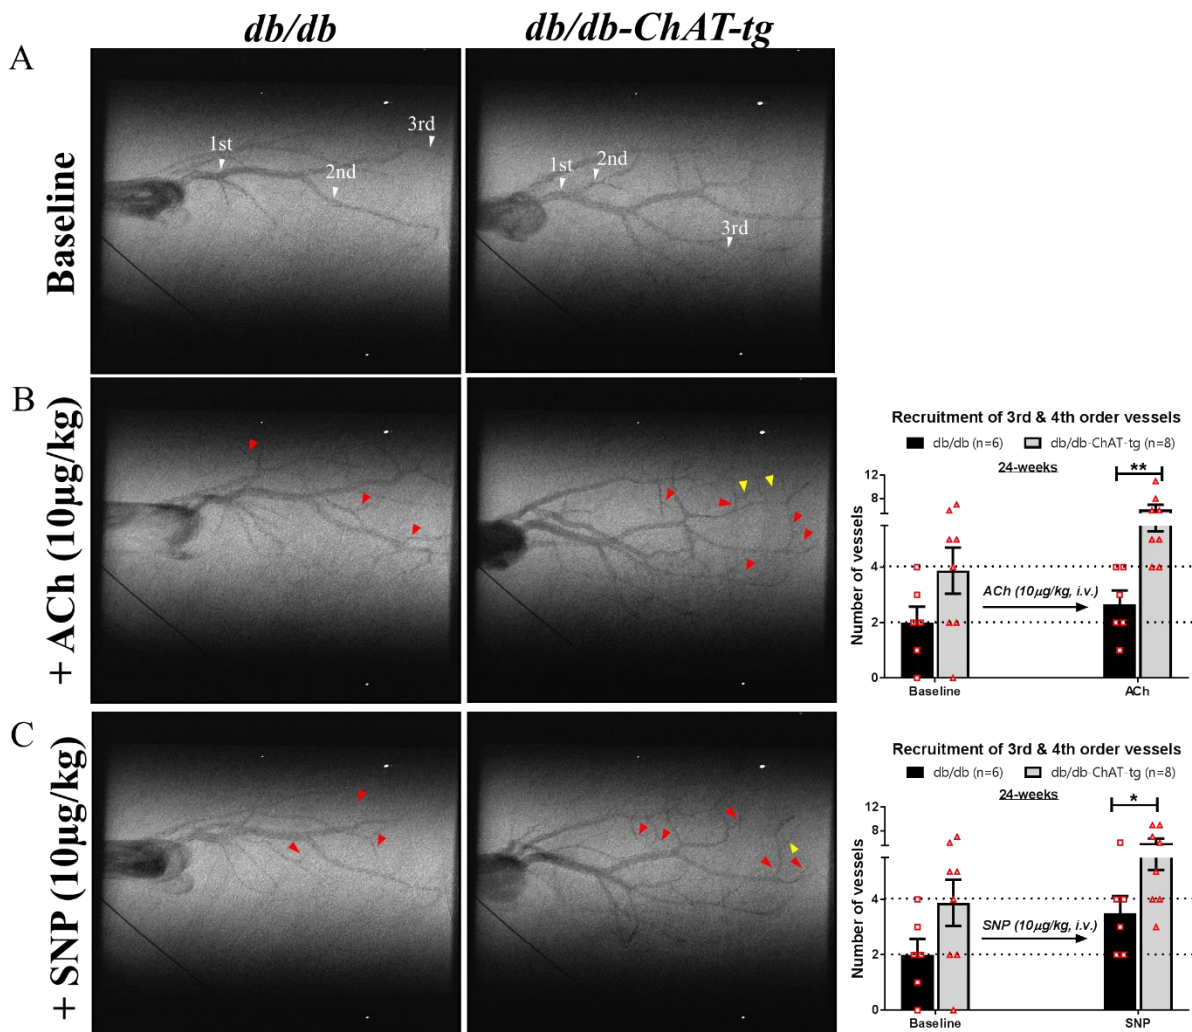 db/db
db/db-ChAT-tg
A
Baseline
1st
2nd
3rd
1st
2nd
3rd
B
+ ACh (10µg/kg)
Recruitment of 3rd & 4th order vessels
db/db (n=6) db/db-ChAT-tg (n=8)
24-weeks
Number of vessels
12
8
4
2
0
**
ACh (10µg/kg, i.v.)
Baseline
ACh
C
+ SNP (10µg/kg)
Recruitment of 3rd & 4th order vessels
db/db (n=6) db/db-ChAT-tg (n=8)
24-weeks
Number of vessels
12
8
4
2
0
*
SNP (10µg/kg, i.v.)
Baseline
SNP